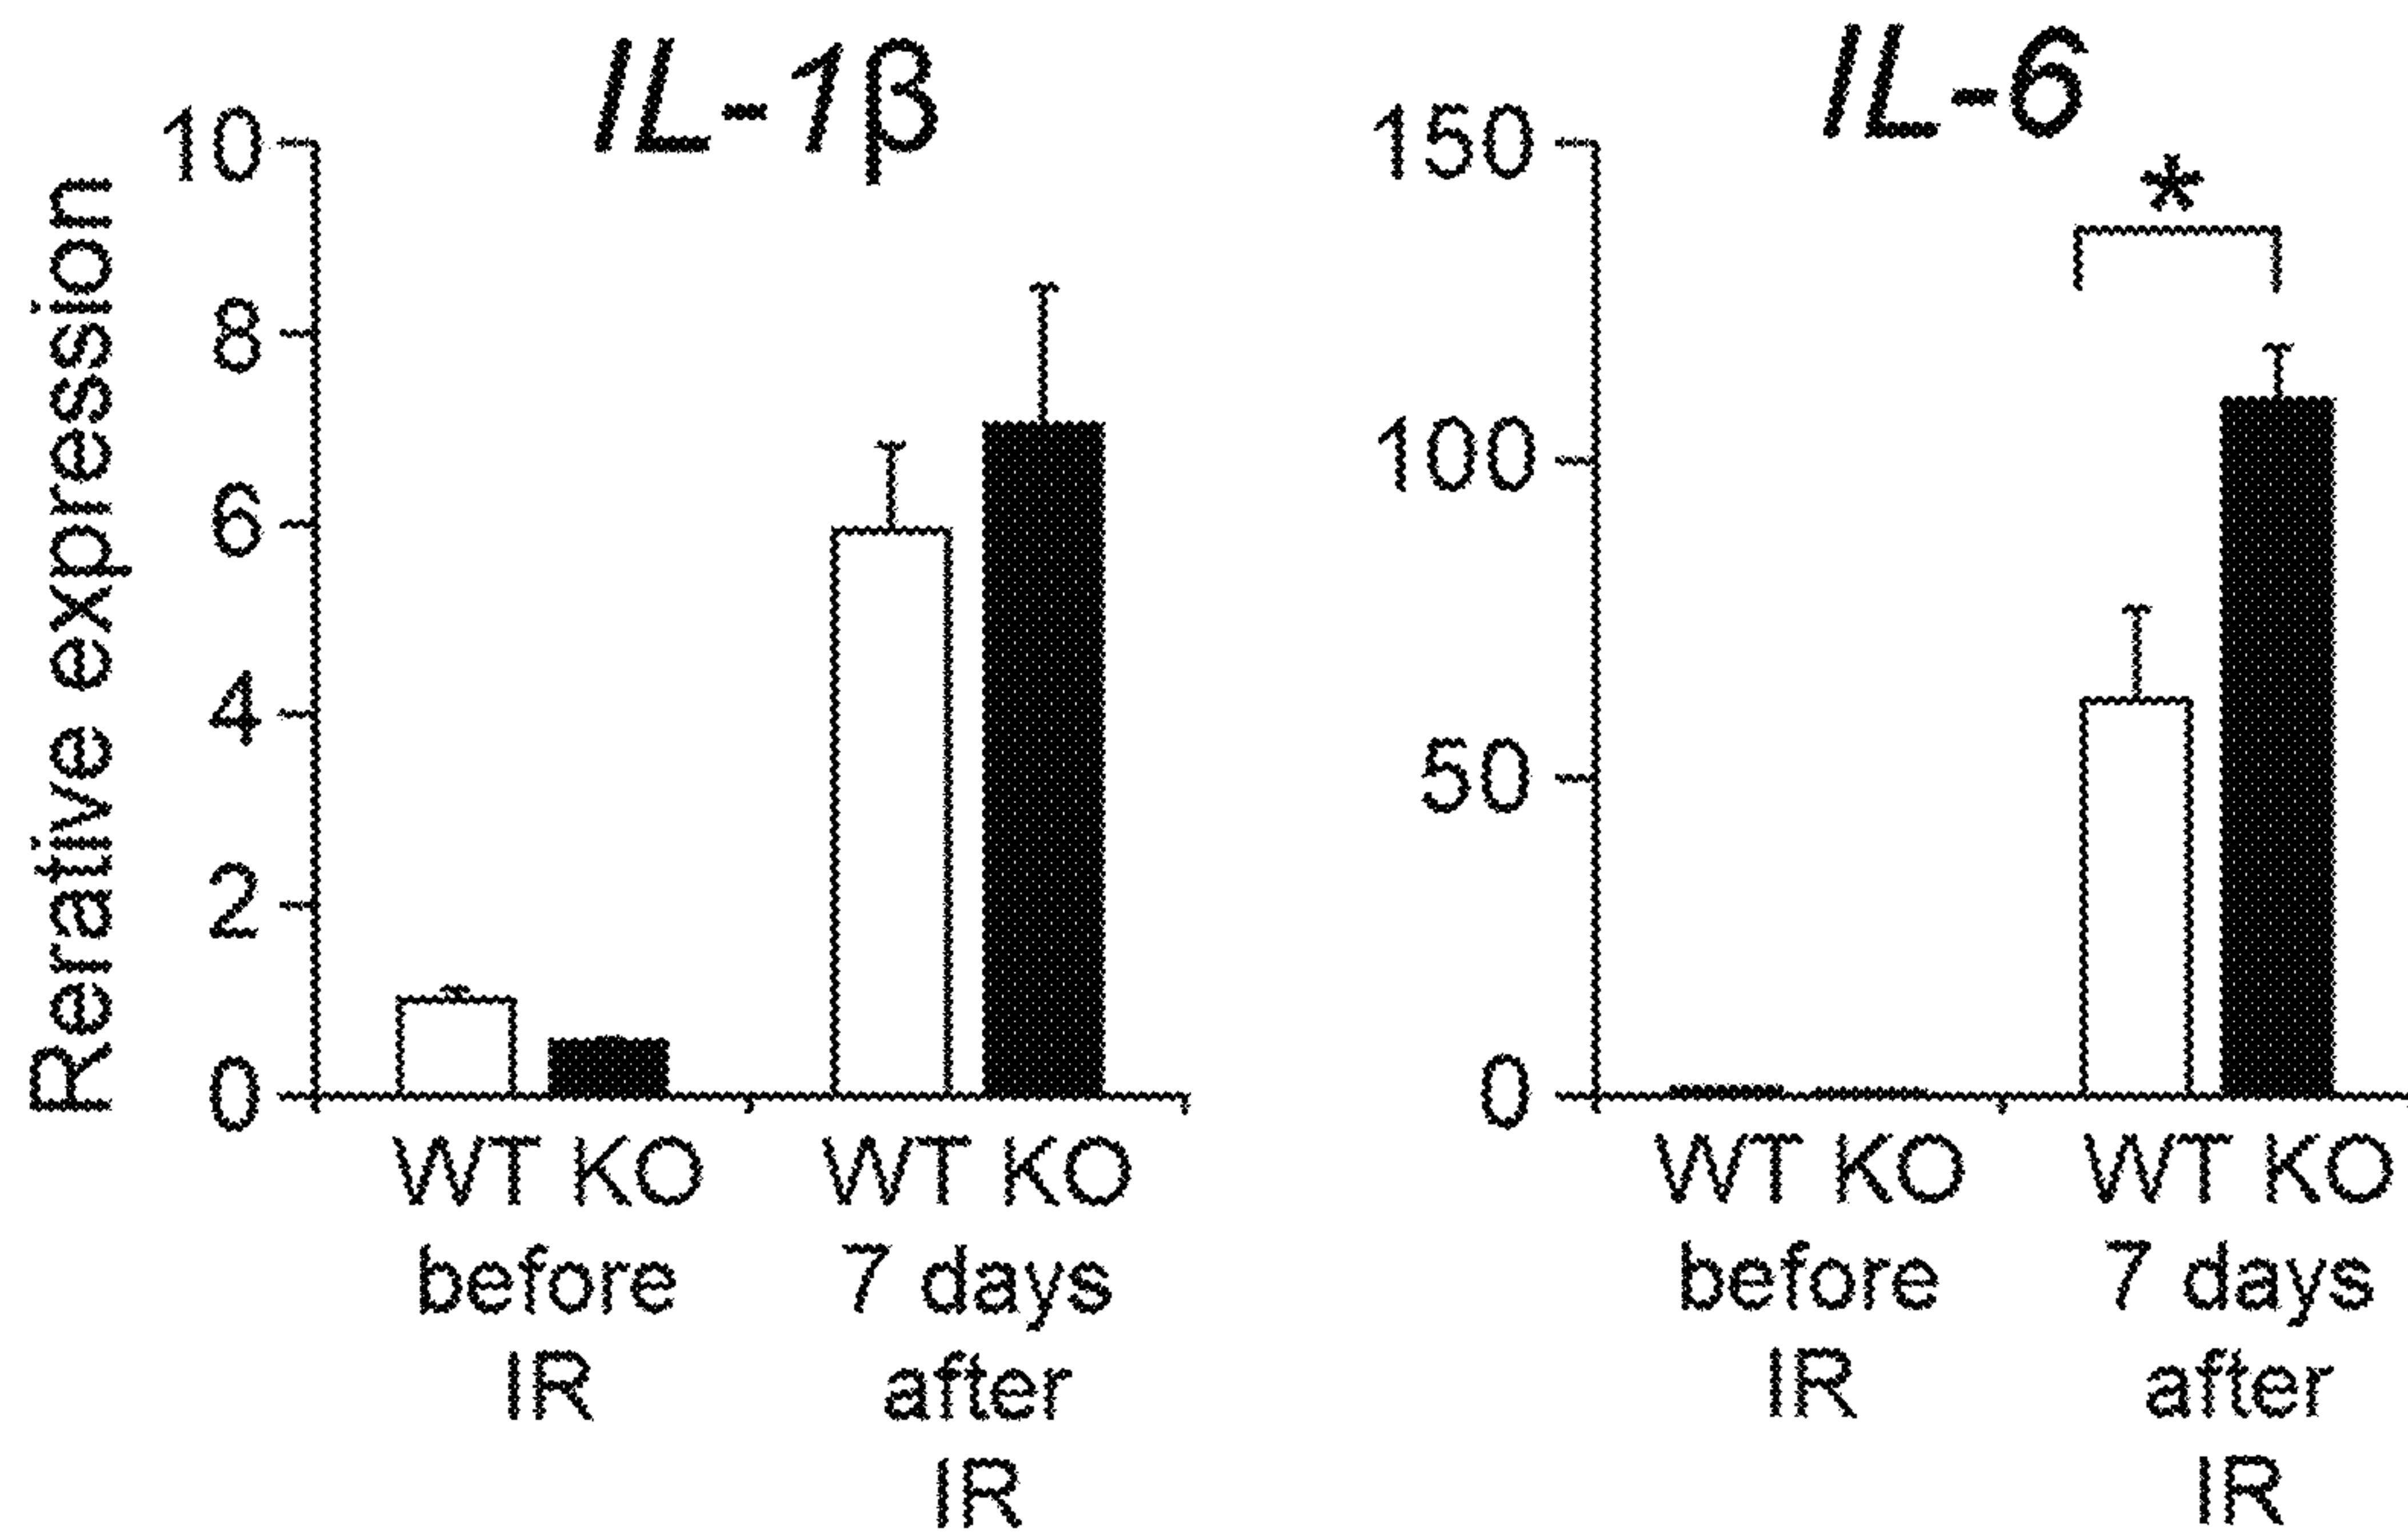 IL-1β
Rerative expression
10
8
6
4
2
0
WT KO WT KO
before 7 days
IR after
IR
IL-6
*
150
100
50
0
WT KO WT KO
before 7 days
IR after
IR